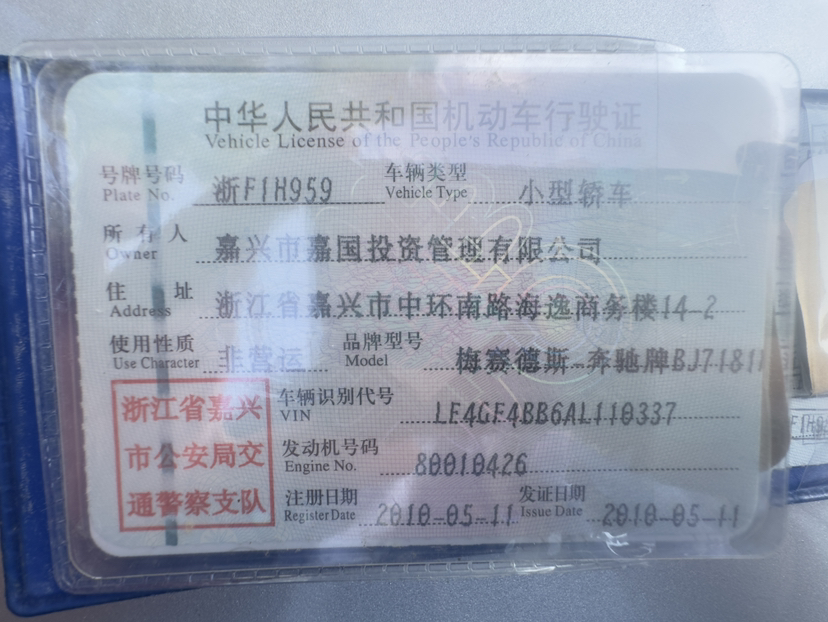 中华人民共和国机动车行驶证
Vehicle License of the People's Republic of China
号牌号码 浙F1H959 车辆类型 小型轿车
Plate No. Vehicle Type
所有人 嘉兴市嘉国投资管理有限公司
Owner
住址 浙江省嘉兴市中环南路海逸商务楼14-2
Address
使用性质 非营运 品牌型号 梅赛德斯-奔驰牌BJ7181
Use Character Model
浙江省嘉兴
市公安局交
通警察支队
车辆识别代号 LE4GF4BB6AL110337
VIN
发动机号码 80010426
Engine No.
注册日期 2010-05-11 发证日期 2010-05-11
Register Date Issue Date